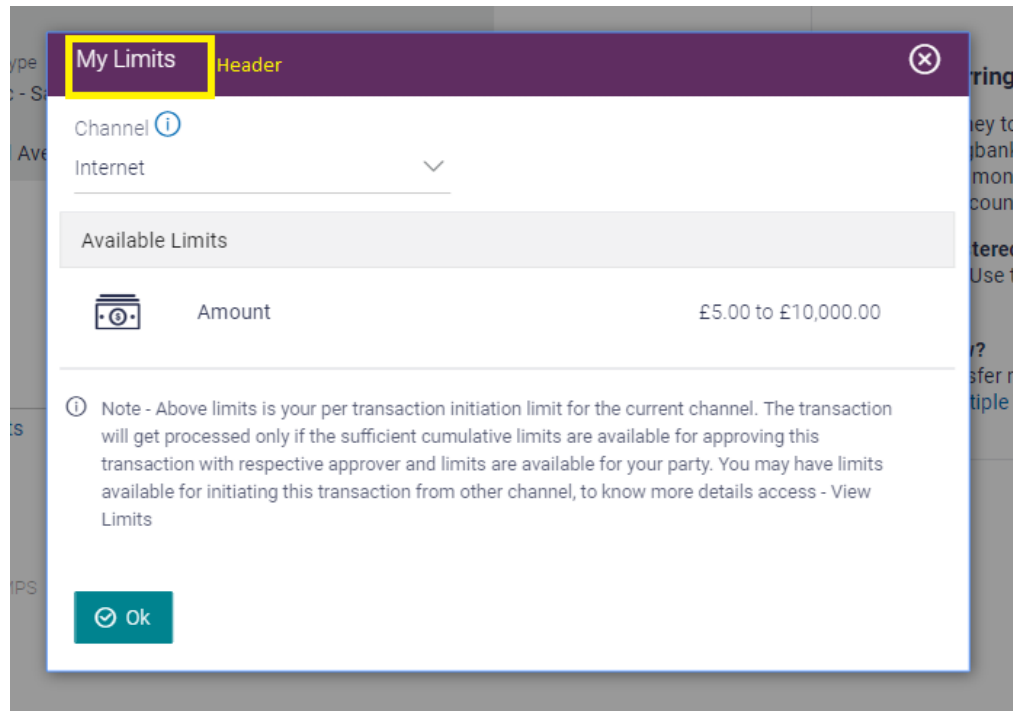 My Limits
Header
Channel
Internet
Available Limits
Amount
£5.00 to £10,000.00
Note - Above limits is your per transaction initiation limit for the current channel. The transaction
will get processed only if the sufficient cumulative limits are available for approving this
transaction with respective approver and limits are available for your party. You may have limits
available for initiating this transaction from other channel, to know more details access - View
Limits
Ok